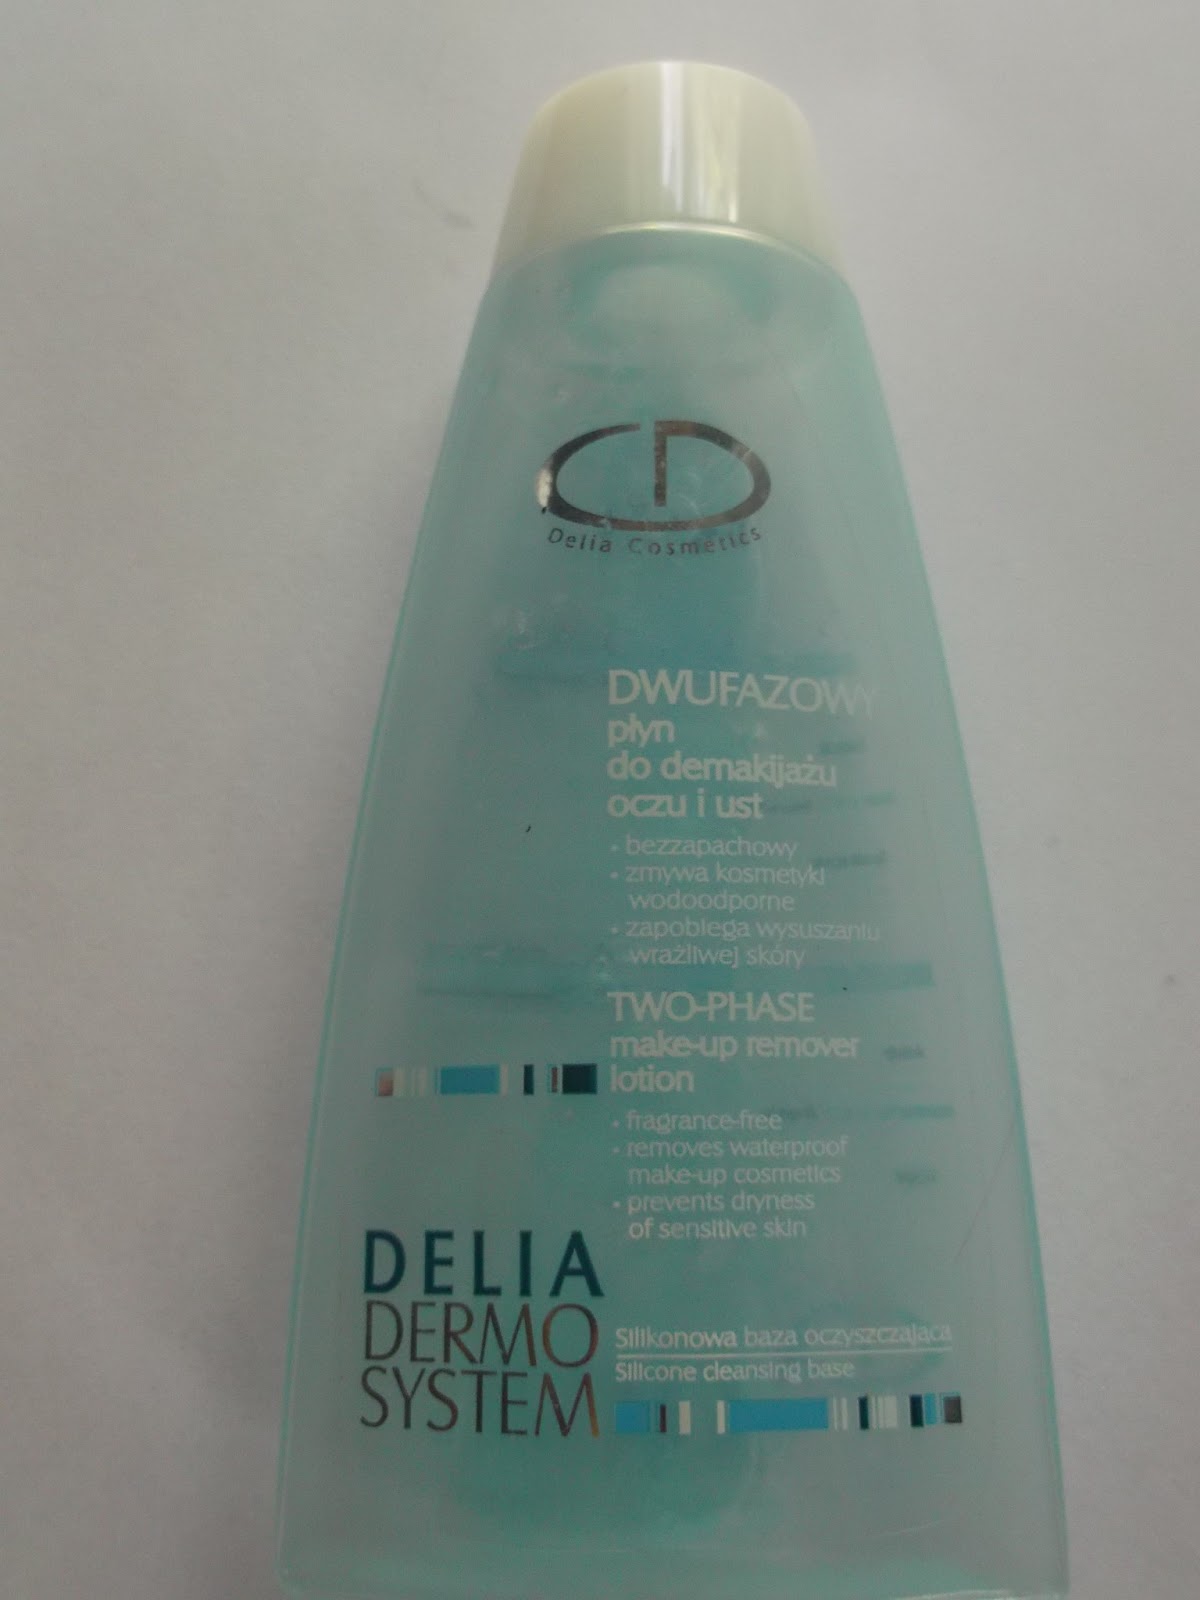 Delia Cosmetics
DWUFAZOWY
płyn
do demakijażu
oczu i ust
• bezzapachowy
• zmywa kosmetyki
wodoodporne
• zapobiega wysuszaniu
wrażliwej skóry
TWO-PHASE
make-up remover
lotion
• fragrance-free
• removes waterproof
make-up cosmetics
• prevents dryness
of sensitive skin
DELIA
DERMO
SYSTEM
Silikonowa baza oczyszczająca
Silicone cleansing base